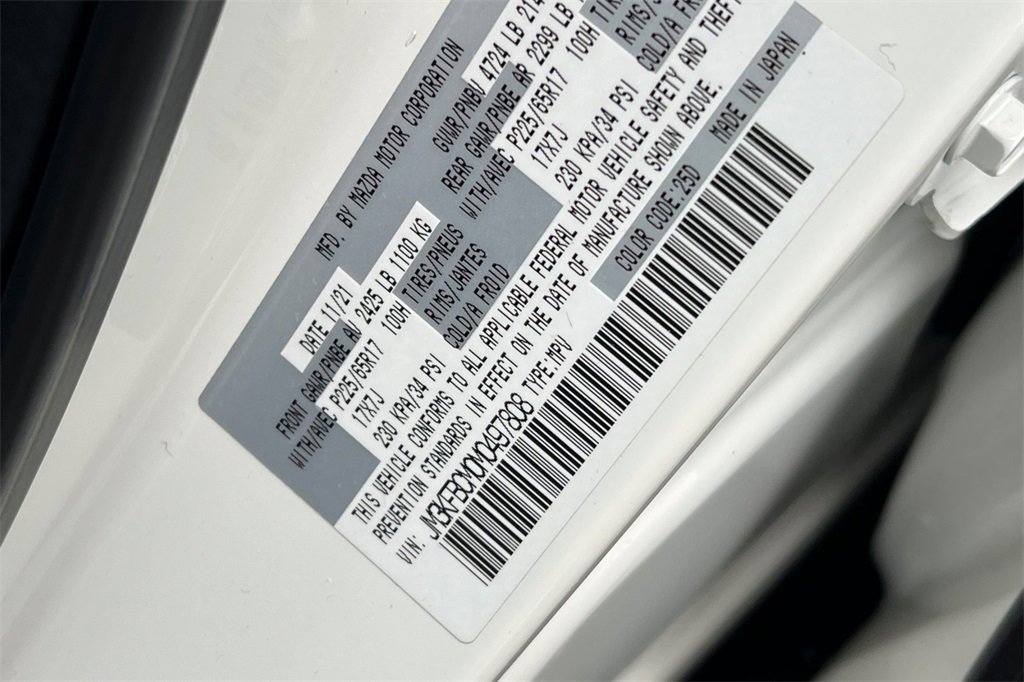 MFD. BY MAZDA MOTOR CORPORATION
DATE 11/21 GVWR/PNBV 4724 LB 214
FRONT GAWR/PNBE AV 2425 LB 1100 KG REAR GAWR/PNBE AR 2299 LB
WITH/AVEC P225/65R17 100H TIRES/PNEUS WITH/AVEC P225/65R17 100H TIRE
17X7J RIMS/JANTES 17X7J RIMS/
230 KPA/34 PSI COLD/A FROID 230 KPA/34 PSI COLD/A FROI
THIS VEHICLE CONFORMS TO ALL APPLICABLE FEDERAL MOTOR VEHICLE SAFETY AND THEFT
PREVENTION STANDARDS IN EFFECT ON THE DATE OF MANUFACTURE SHOWN ABOVE.
VIN: TYPE:MPV COLOR CODE:25D MADE IN JAPAN